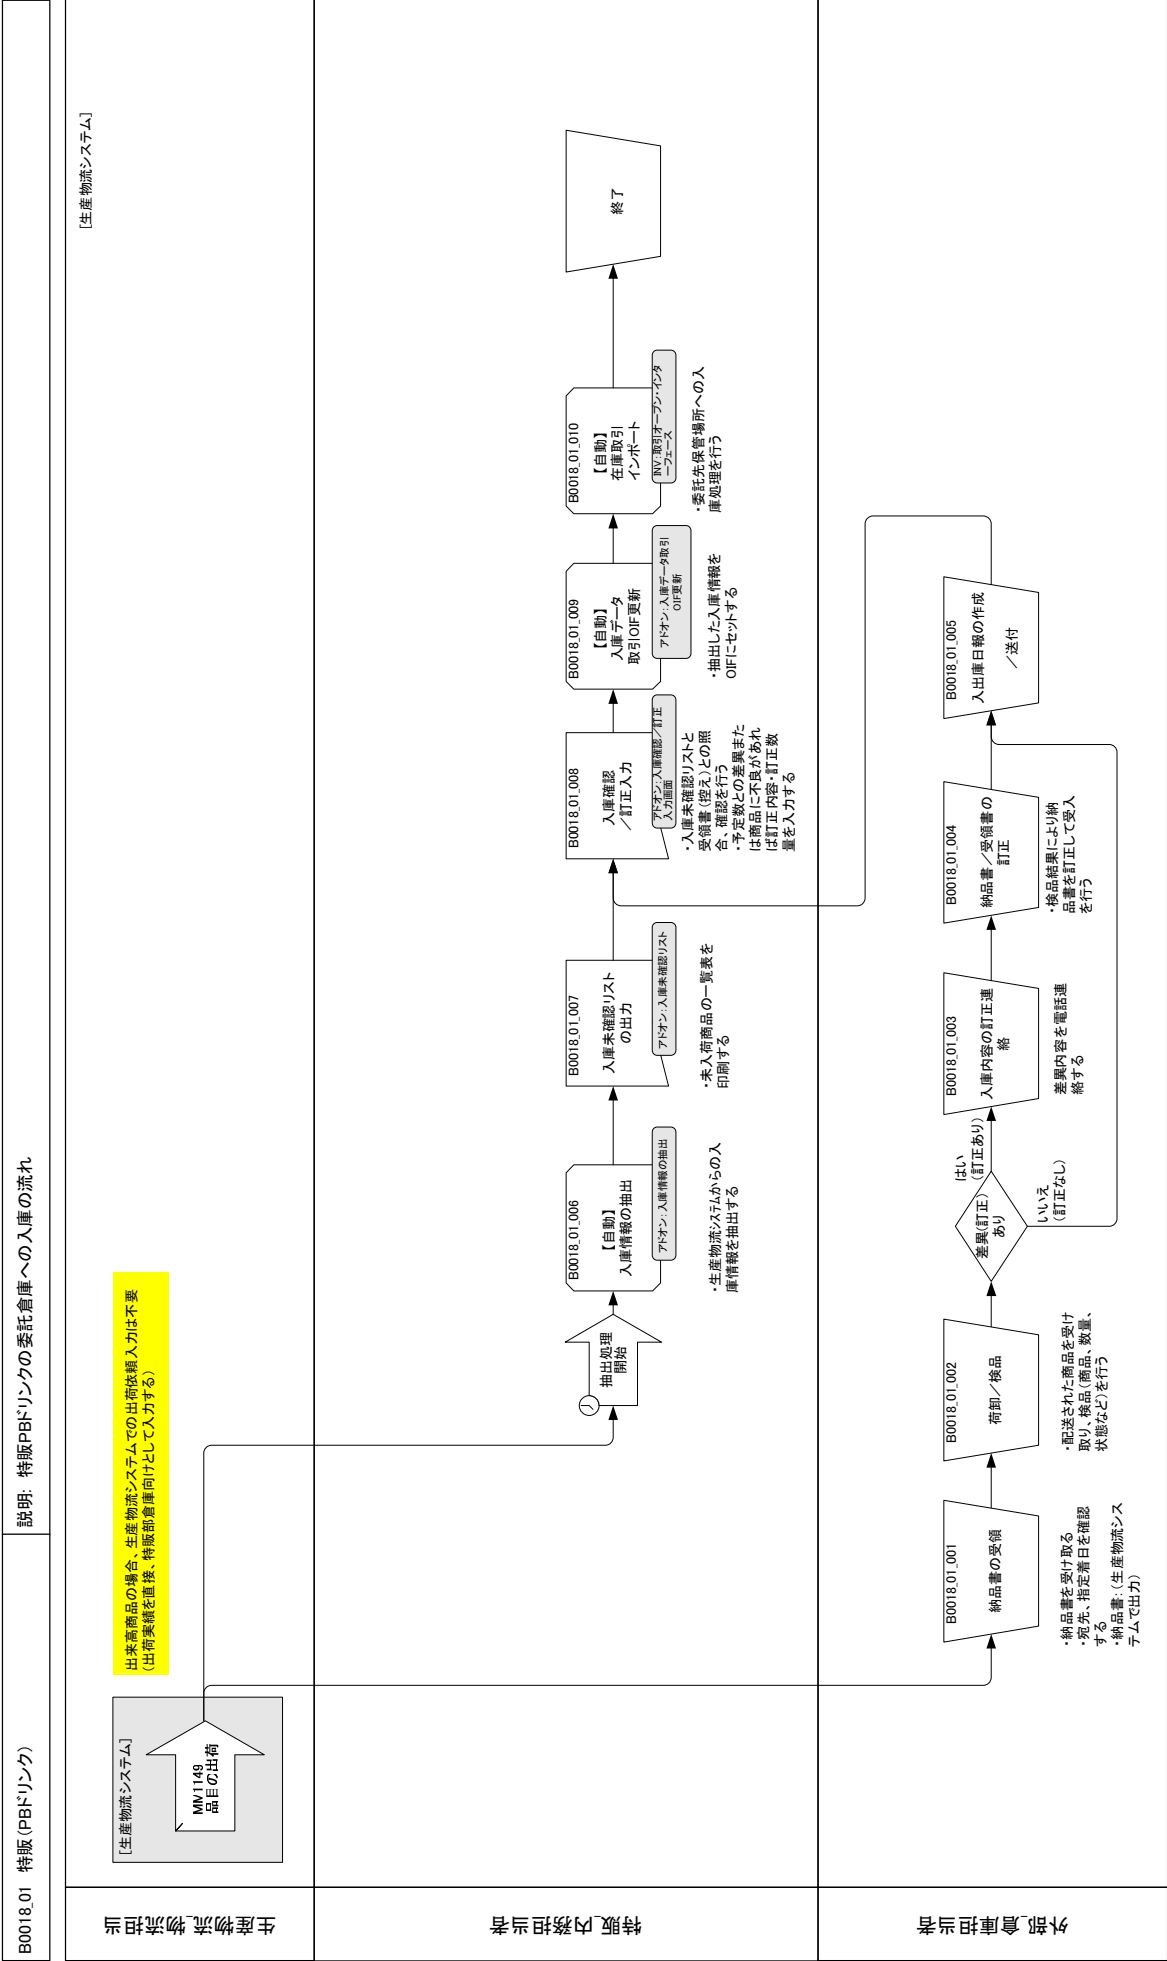 B0018_01　特販(PBドリンク)
説明:　特販PBドリンクの委託倉庫への入庫の流れ
生産物流_物流担当
[生産物流システム]
MN1149
品目の出荷
出来高商品の場合、生産物流システムでの出荷依頼入力は不要
(出荷実績を直接、特販部倉庫向けとして入力する)
[生産物流システム]
特販_内務担当者
抽出処理
開始
B0018_01_006
【自動】
入庫情報の抽出
アドオン:入庫情報の抽出
・生産物流システムからの入
庫情報を抽出する
B0018_01_007
入庫未確認リスト
の出力
アドオン:入庫未確認リスト
・未入荷商品の一覧表を
印刷する
B0018_01_008
入庫確認
／訂正入力
アドオン:入庫確認／訂正
入力画面
・入庫未確認リストと
受領書(控え)との照
合、確認を行う
・予定数との差異また
は商品に不良があれ
ば訂正内容・訂正数
量を入力する
B0018_01_009
【自動】
入庫データ
取引OIF更新
アドオン:入庫データ取引
OIF更新
・抽出した入庫情報を
OIFにセットする
B0018_01_010
【自動】
在庫取引
インポート
INV:取引オープン・インタ
ーフェース
・委託先保管場所への入
庫処理を行う
終了
外部_倉庫担当者
B0018_01_001
納品書の受領
・納品書を受け取る
・宛先、指定着日を確認
する
・納品書:(生産物流シス
テムで出力)
B0018_01_002
荷卸／検品
・配送された商品を受け
取り、検品(商品、数量、
状態など)を行う
差異(訂正)
あり
はい
(訂正あり)
いいえ
(訂正なし)
B0018_01_003
入庫内容の訂正連
絡
差異内容を電話連
絡する
B0018_01_004
納品書／受領書の
訂正
・検品結果により納
品書を訂正して受入
を行う
B0018_01_005
入出庫日報の作成
／送付